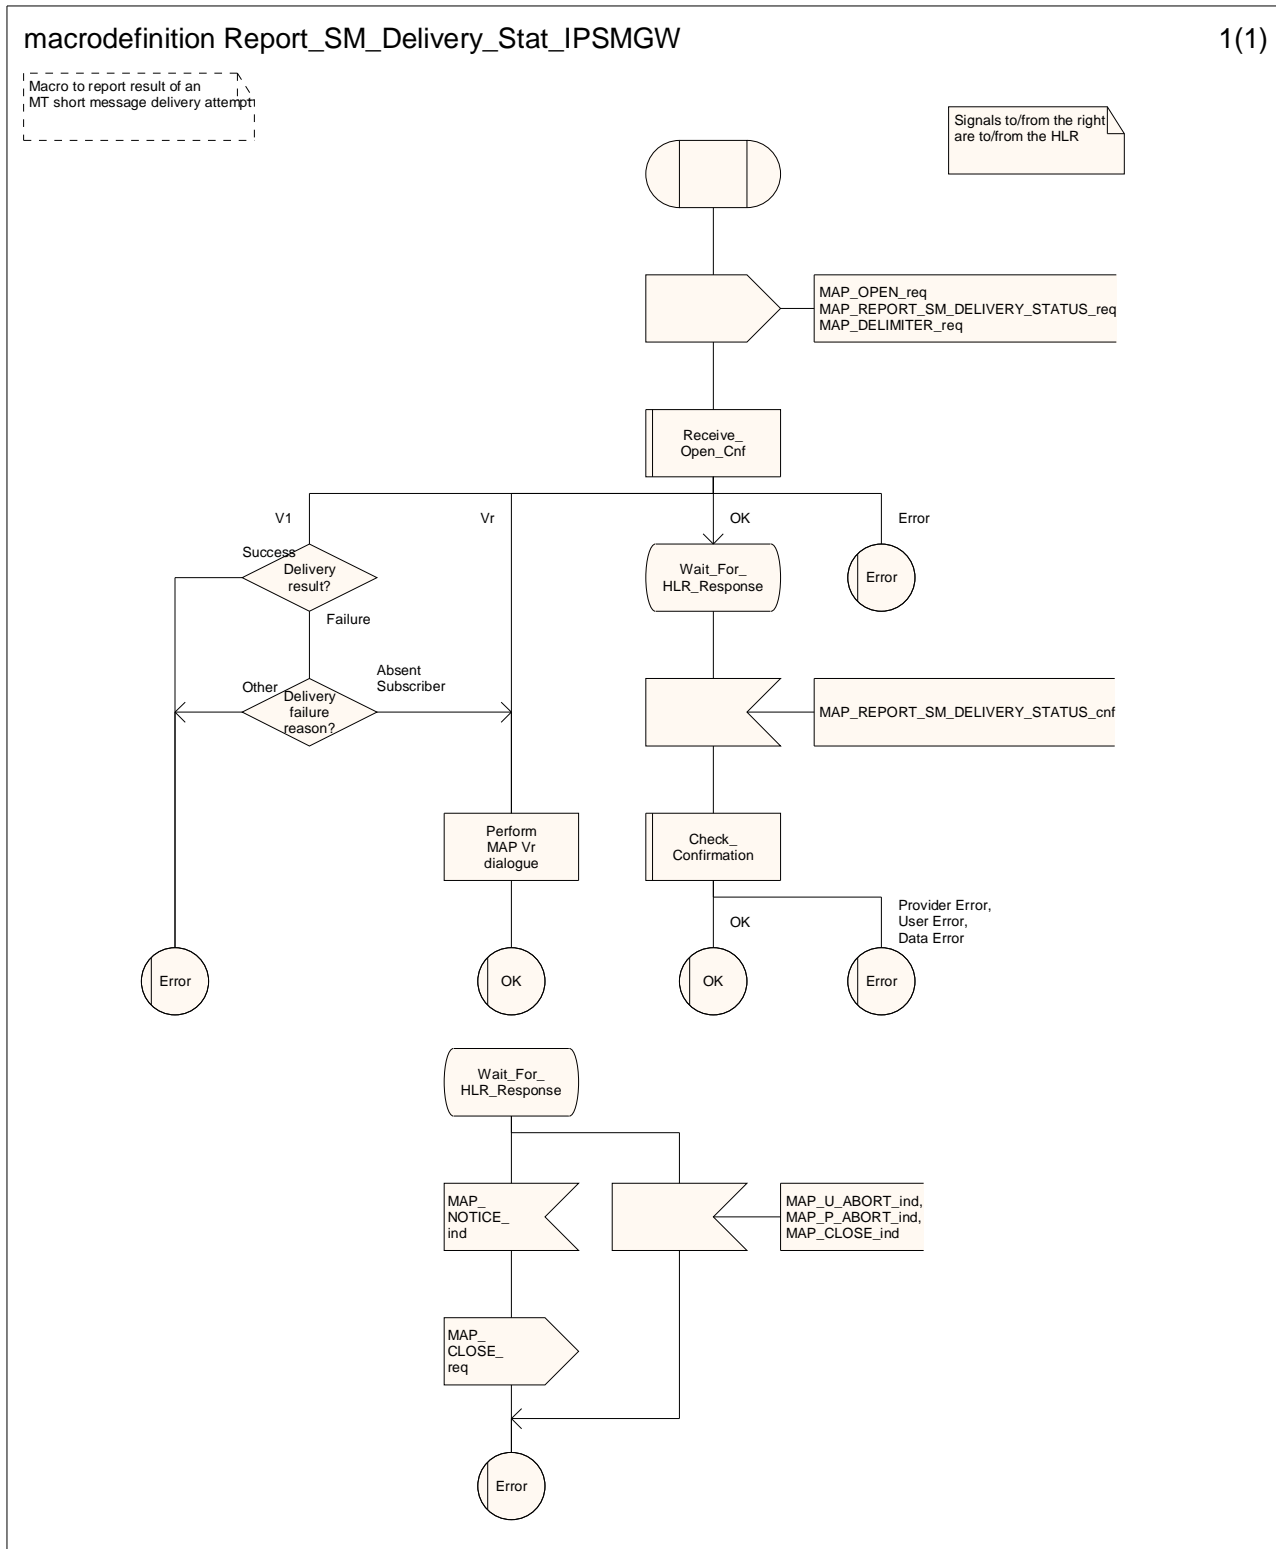 macrodefinition Report_SM_Delivery_Stat_IPSMGW
1(1)
Macro to report result of an
MT short message delivery attempt
Signals to/from the right
are to/from the HLR
MAP_OPEN_req
MAP_REPORT_SM_DELIVERY_STATUS_req
MAP_DELIMITER_req
Receive_
Open_Cnf
V1
Vr
OK
Error
Success
Delivery
result?
Wait_For_
HLR_Response
Error
Failure
Absent
Subscriber
Other
Delivery
failure
reason?
MAP_REPORT_SM_DELIVERY_STATUS_cnf
Perform
MAP Vr
dialogue
Check_
Confirmation
OK
Provider Error,
User Error,
Data Error
Error
OK
OK
Error
Wait_For_
HLR_Response
MAP_
NOTICE_
ind
MAP_U_ABORT_ind,
MAP_P_ABORT_ind,
MAP_CLOSE_ind
MAP_
CLOSE_
req
Error